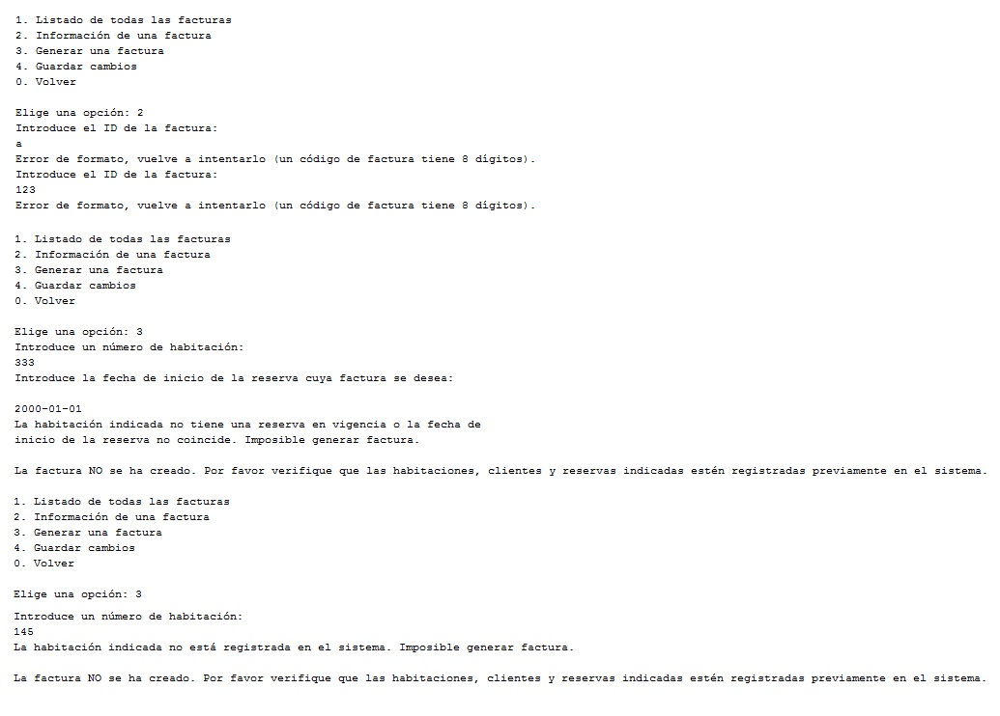 1. Listado de todas las facturas
2. Información de una factura
3. Generar una factura
4. Guardar cambios
0. Volver
Elige una opción: 2
Introduce el ID de la factura:
a
Error de formato, vuelve a intentarlo (un código de factura tiene 8 dígitos).
Introduce el ID de la factura:
123
Error de formato, vuelve a intentarlo (un código de factura tiene 8 dígitos).
1. Listado de todas las facturas
2. Información de una factura
3. Generar una factura
4. Guardar cambios
0. Volver
Elige una opción: 3
Introduce un número de habitación:
333
Introduce la fecha de inicio de la reserva cuya factura se desea:
2000-01-01
La habitación indicada no tiene una reserva en vigencia o la fecha de
inicio de la reserva no coincide. Imposible generar factura.
La factura NO se ha creado. Por favor verifique que las habitaciones, clientes y reservas indicadas estén registradas previamente en el sistema.
1. Listado de todas las facturas
2. Información de una factura
3. Generar una factura
4. Guardar cambios
0. Volver
Elige una opción: 3
Introduce un número de habitación:
145
La habitación indicada no está registrada en el sistema. Imposible generar factura.
La factura NO se ha creado. Por favor verifique que las habitaciones, clientes y reservas indicadas estén registradas previamente en el sistema.